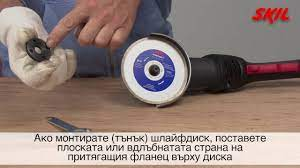 SKIL
Ако монтирате (тънък) шлайфдиск, поставете
плоската или вдлъбнатата страна на
притягащия фланец върху диска